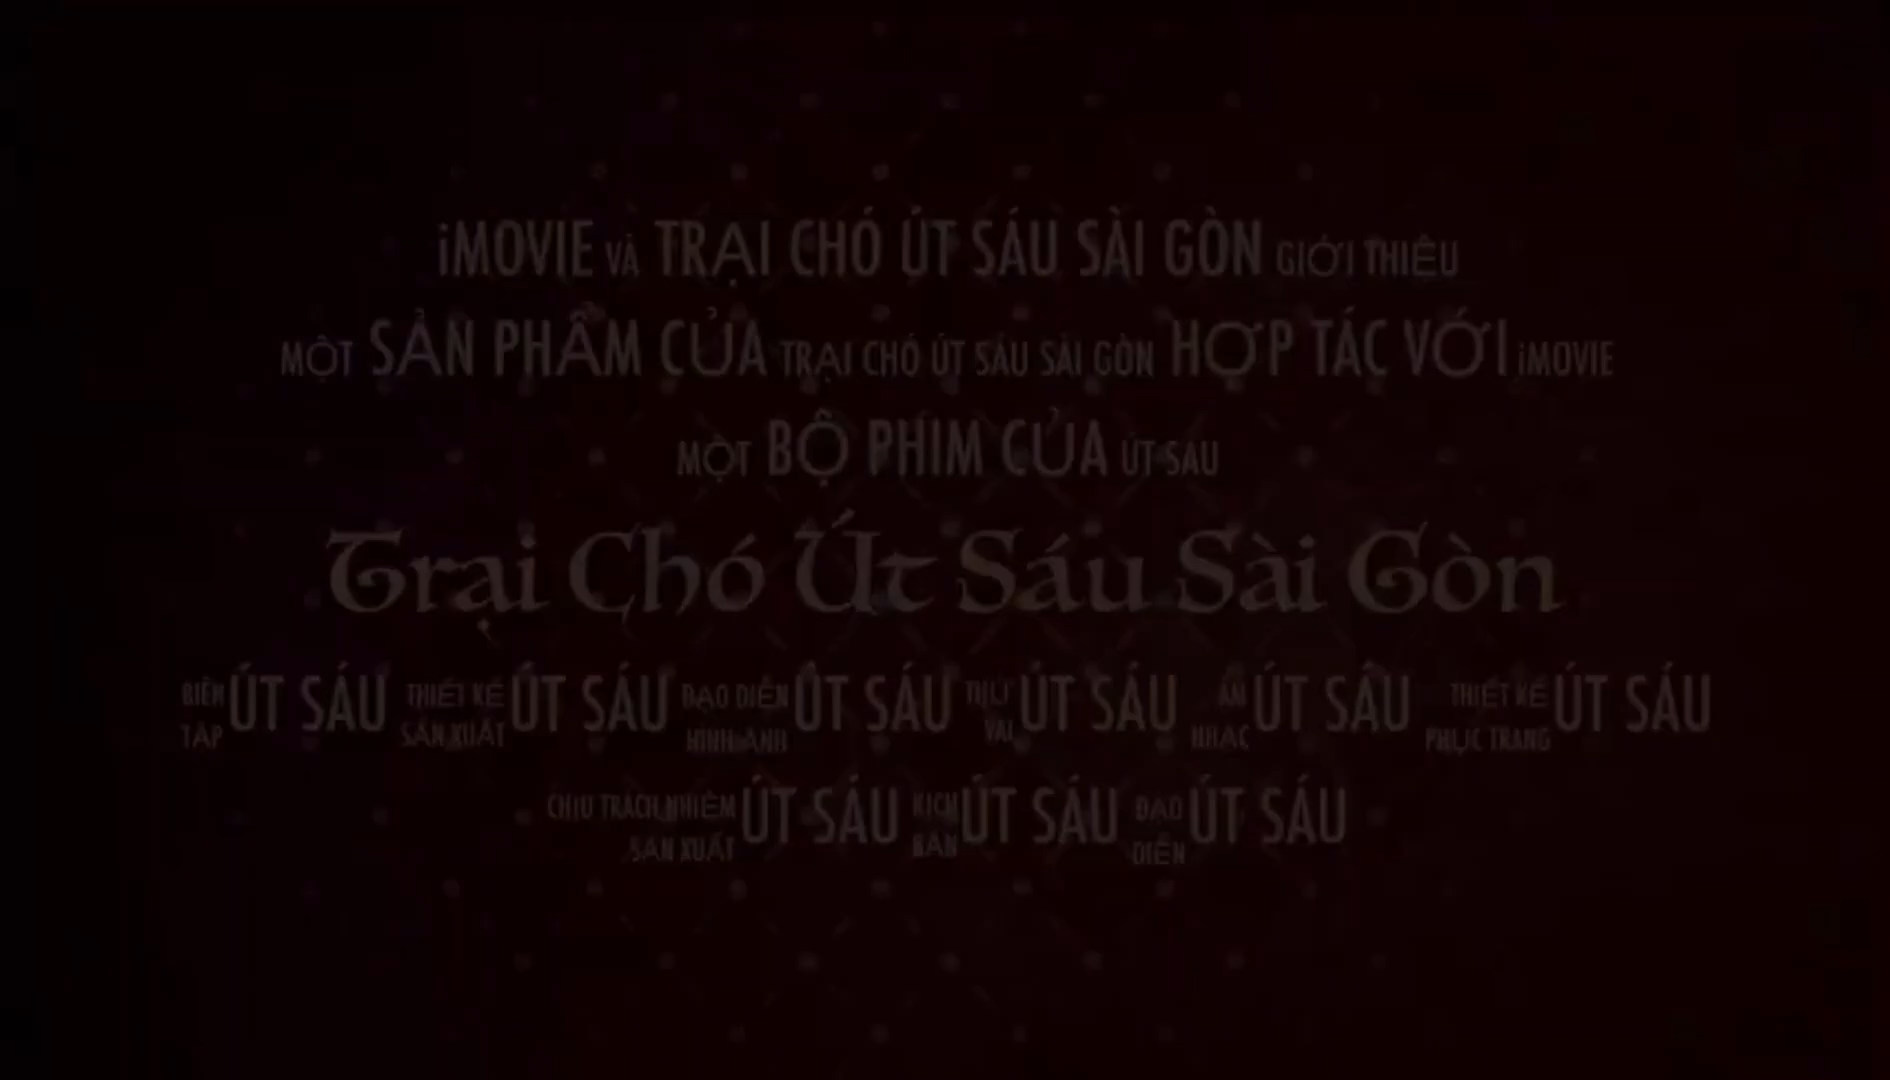 iMOVIE VÀ TRẠI CHÓ ÚT SÁU SÀI GÒN GIỚI THIỆU
MỘT SẢN PHẨM CỦA TRẠI CHÓ ÚT SÁU SÀI GÒN HỢP TÁC VỚI iMOVIE
MỘT BỘ PHIM CỦA ÚT SÁU
Trại Chó Út Sáu Sài Gòn
BIÊN TẬP ÚT SÁU THIẾT KẾ SẢN XUẤT ÚT SÁU ĐẠO DIỄN HÌNH ẢNH ÚT SÁU THỬ VAI ÚT SÁU ÂM NHẠC ÚT SÁU THIẾT KẾ PHỤC TRANG ÚT SÁU
CHỊU TRÁCH NHIỆM SẢN XUẤT ÚT SÁU KỊCH BẢN ÚT SÁU ĐẠO DIỄN ÚT SÁU